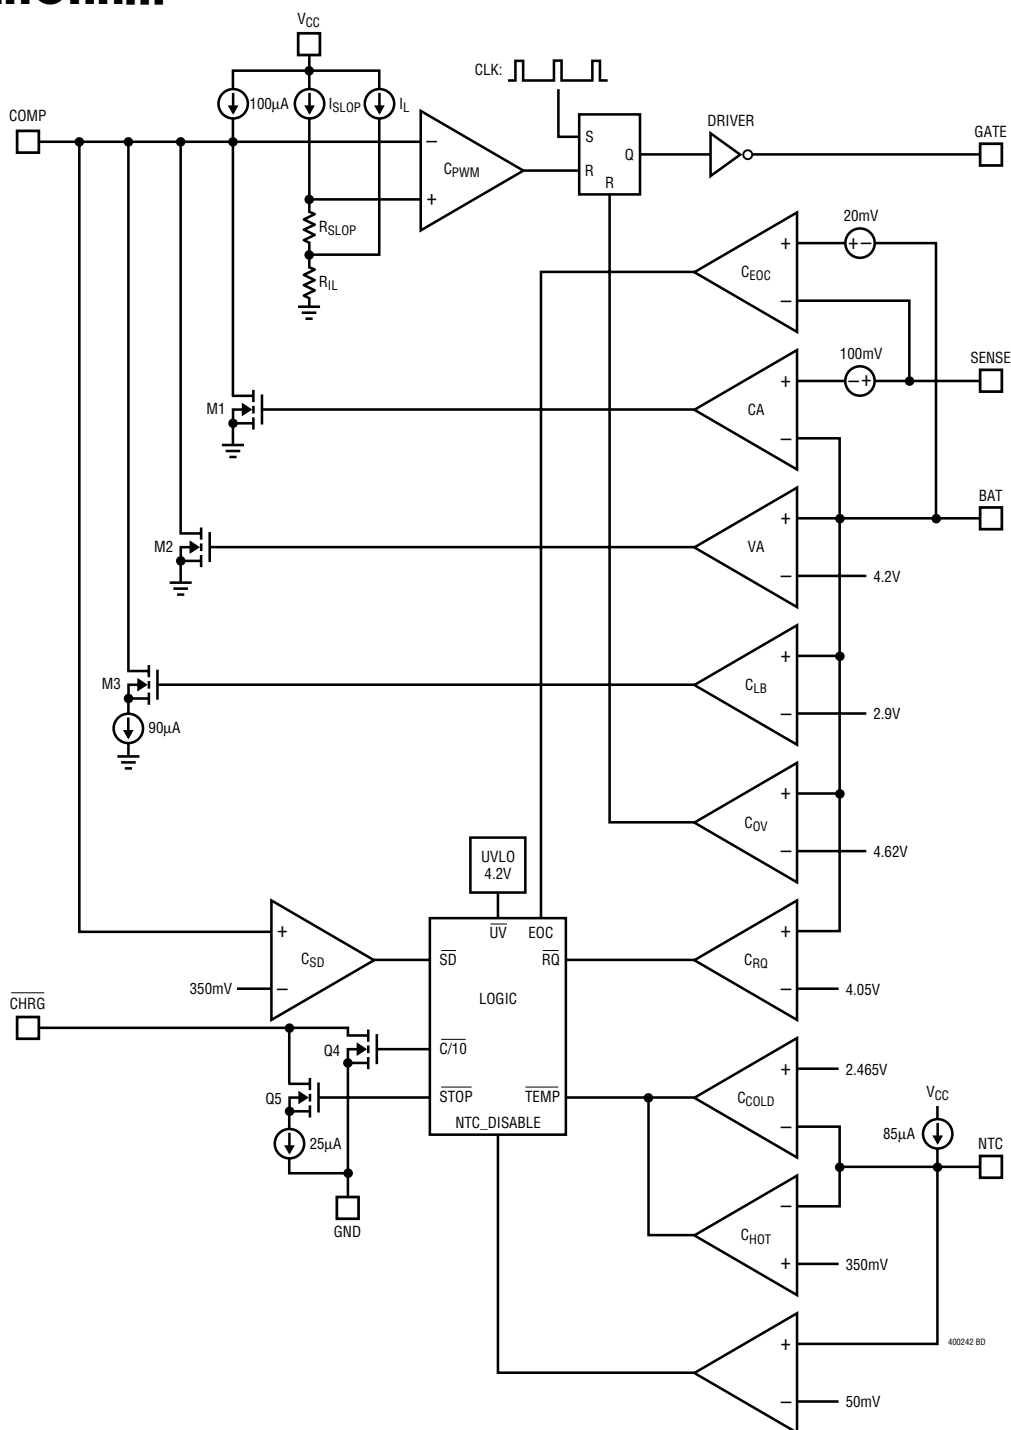 VCC
CLK:
100µA
ISLOP
IL
COMP
DRIVER
GATE
−
CPWM
+
S
Q
R
R
RSLOP
RIL
20mV
+
+ −
CEOC
−
100mV
SENSE
+
− +
M1
CA
−
BAT
+
M2
VA
−
4.2V
+
M3
CLB
−
2.9V
90µA
+
COV
−
4.62V
UVLO
4.2V
UV
EOC
+
CSD
−
350mV
SD
RQ
LOGIC
+
CRQ
−
4.05V
CHRG
Q4
C/10
Q5
STOP
TEMP
NTC_DISABLE
25µA
GND
+
2.465V
CCOLD
−
VCC
85µA
NTC
−
CHOT
+
350mV
+
400242 BD
−
50mV